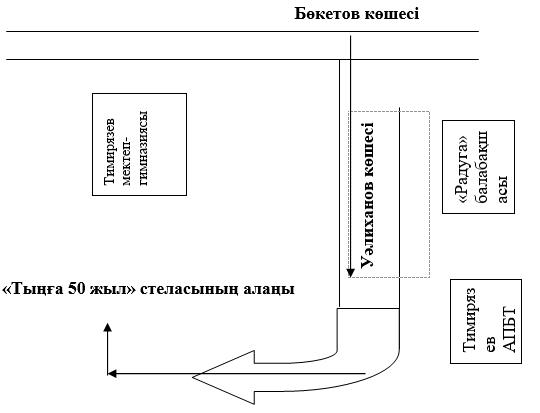 Бөкетов көшесі
Тимирязев
мектеп-
гимназиясы
Уәлиханов көшесі
«Радуга»
балабақш
асы
«Тыңға 50 жыл» стеласының алаңы
Тимиряз
ев
АПБТ